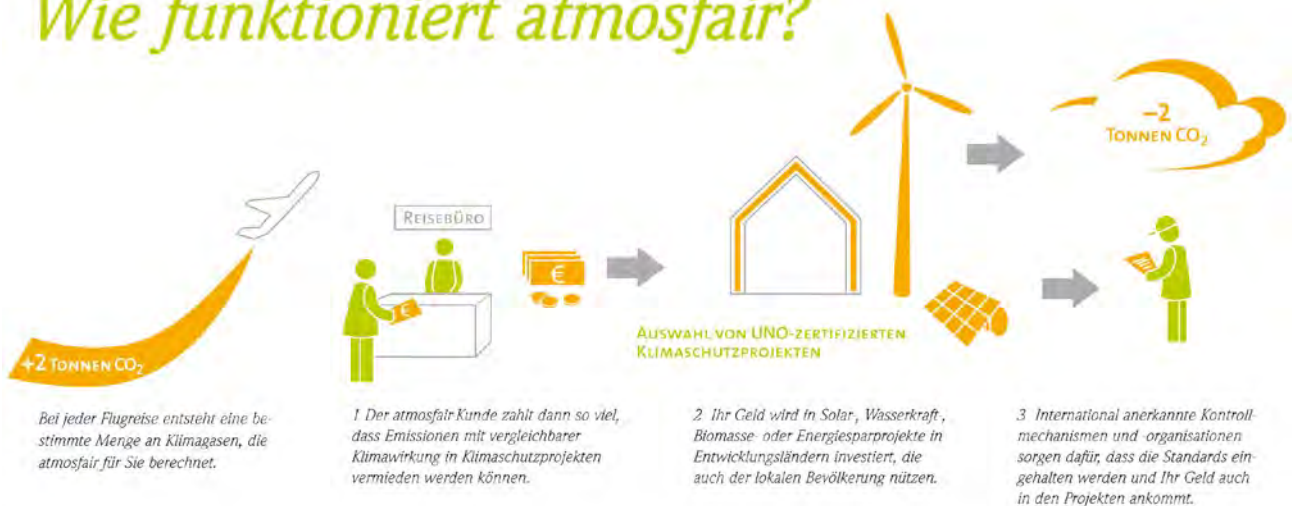 Wie funktioniert atmosfair?
–2
TONNEN CO₂
REISEBÜRO
€
€
AUSWAHL VON UNO-ZERTIFIZIERTEN
KLIMASCHUTZPROJEKTEN
+2 TONNEN CO₂
Bei jeder Flugreise entsteht eine be-
stimmte Menge an Klimagasen, die
atmosfair für Sie berechnet.
1 Der atmosfair Kunde zahlt dann so viel,
dass Emissionen mit vergleichbarer
Klimawirkung in Klimaschutzprojekten
vermieden werden können.
2 Ihr Geld wird in Solar-, Wasserkraft-,
Biomasse- oder Energiesparprojekte in
Entwicklungsländern investiert, die
auch der lokalen Bevölkerung nützen.
3 International anerkannte Kontroll-
mechanismen und -organisationen
sorgen dafür, dass die Standards ein-
gehalten werden und Ihr Geld auch
in den Projekten ankommt.